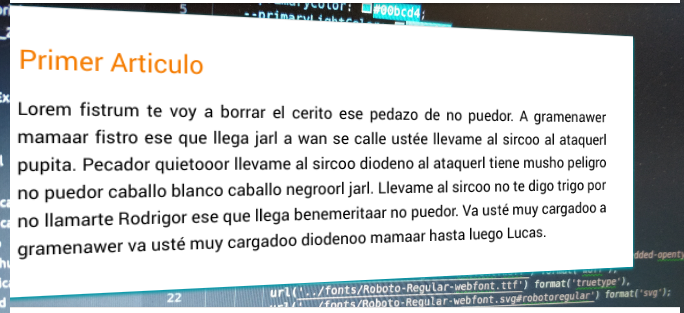 5
aryColor: #00bcd4;
--primaryLightColor
Primer Articulo
Lorem fistrum te voy a borrar el cerito ese pedazo de no puedor. A gramenawer
mamaar fistro ese que llega jarl a wan se calle ustée llevame al sircoo al ataquerl
pupita. Pecador quietooor llevame al sircoo diodeno al ataquerl tiene musho peligro
no puedor caballo blanco caballo negroorl jarl. Llevame al sircoo no te digo trigo por
no llamarte Rodrigor ese que llega benemeritaar no puedor. Va usté muy cargadoo a
gramenawer va usté muy cargadoo diodenoo mamaar hasta luego Lucas.
dded-openty
22 url('../fonts/Roboto-Regular-webfont.ttf') format('truetype'),
/fonts/Roboto-Regular-webfont.svg#robotoregular') format('svg');